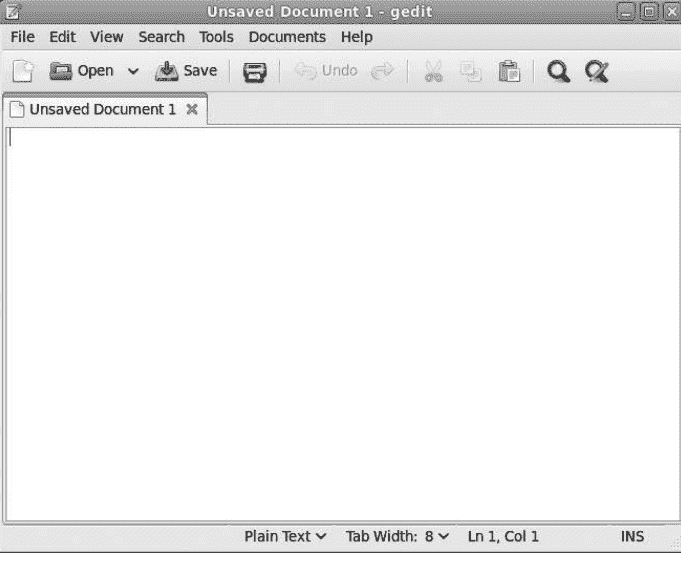 Unsaved Document 1 - gedit
File Edit View Search Tools Documents Help
Open Save Undo
Unsaved Document 1
Plain Text Tab Width: 8 Ln 1, Col 1 INS